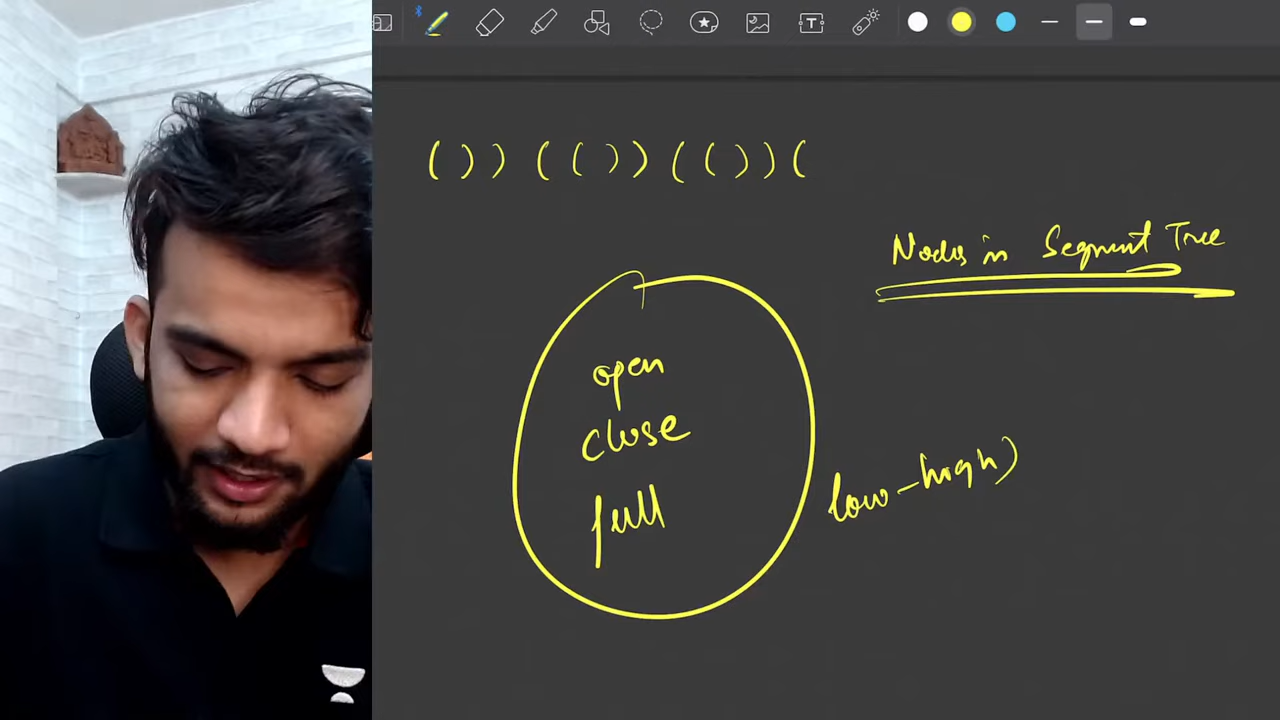 ( ) ) ( ( ) ) ( ( ) ) (
Nodes in Segment Tree
open
close
full
low-high)